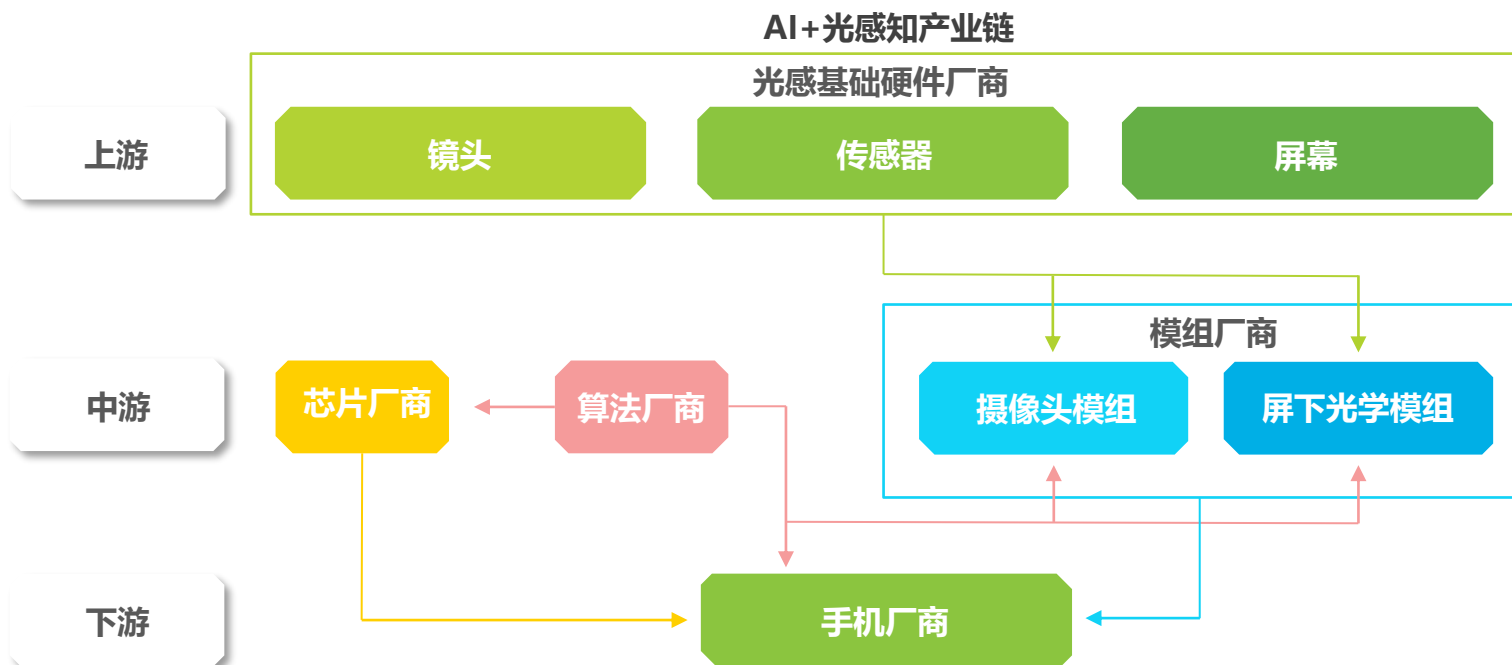 AI+光感知产业链
光感基础硬件厂商
上游
镜头
传感器
屏幕
模组厂商
中游
芯片厂商
算法厂商
摄像头模组
屏下光学模组
下游
手机厂商